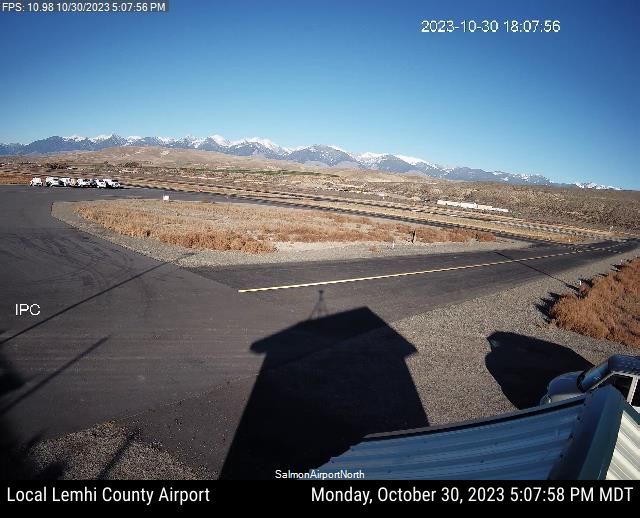 FPS: 10.98 10/30/2023 5:07:56 PM
2023-10-30 18:07:56
IPC
SalmonAirportNorth
Local Lemhi County Airport
Monday, October 30, 2023 5:07:58 PM MDT